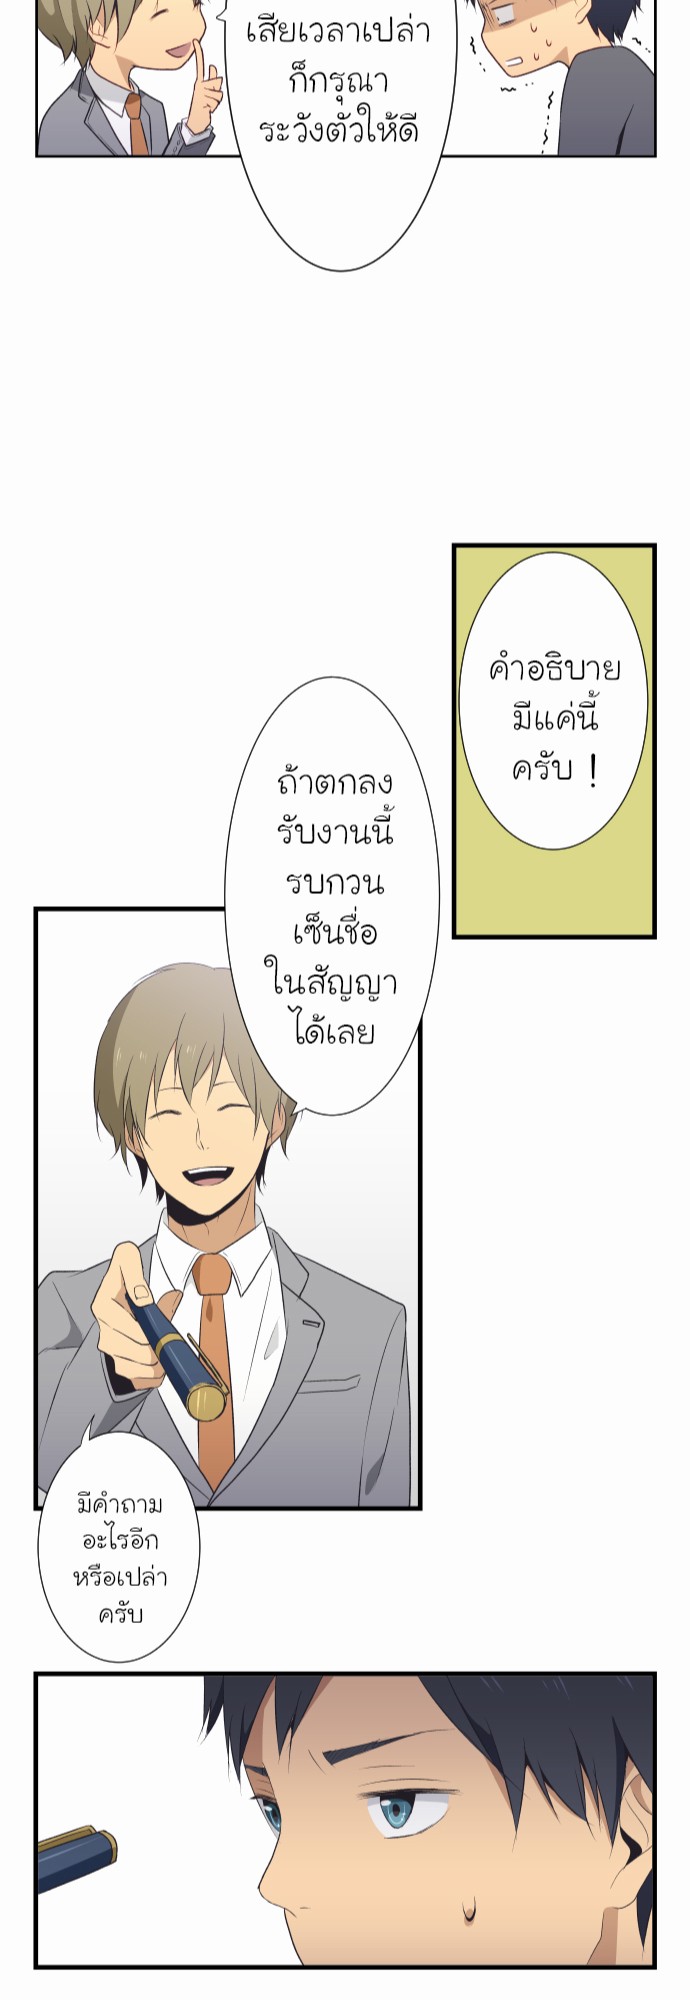 เสียเวลาเปล่า
ก็กรุณา
ระวังตัวให้ดี
คำอธิบาย
มีแค่นี้
ครับ !
ถ้าตกลง
รับงานนี้
รบกวน
เซ็นชื่อ
ในสัญญา
ได้เลย
มีคำถาม
อะไรอีก
หรือเปล่า
ครับ